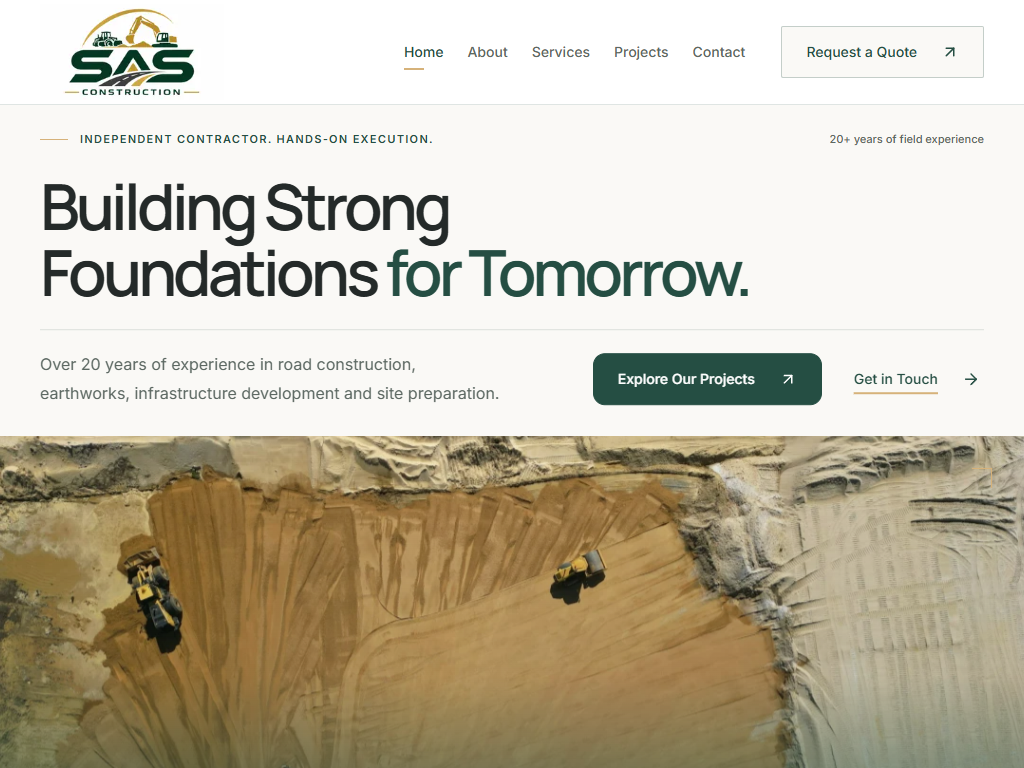 SAS
CONSTRUCTION
Home
About
Services
Projects
Contact
Request a Quote
INDEPENDENT CONTRACTOR. HANDS-ON EXECUTION.
20+ years of field experience
Building Strong
Foundations for Tomorrow.
Over 20 years of experience in road construction,
earthworks, infrastructure development and site preparation.
Explore Our Projects
Get in Touch